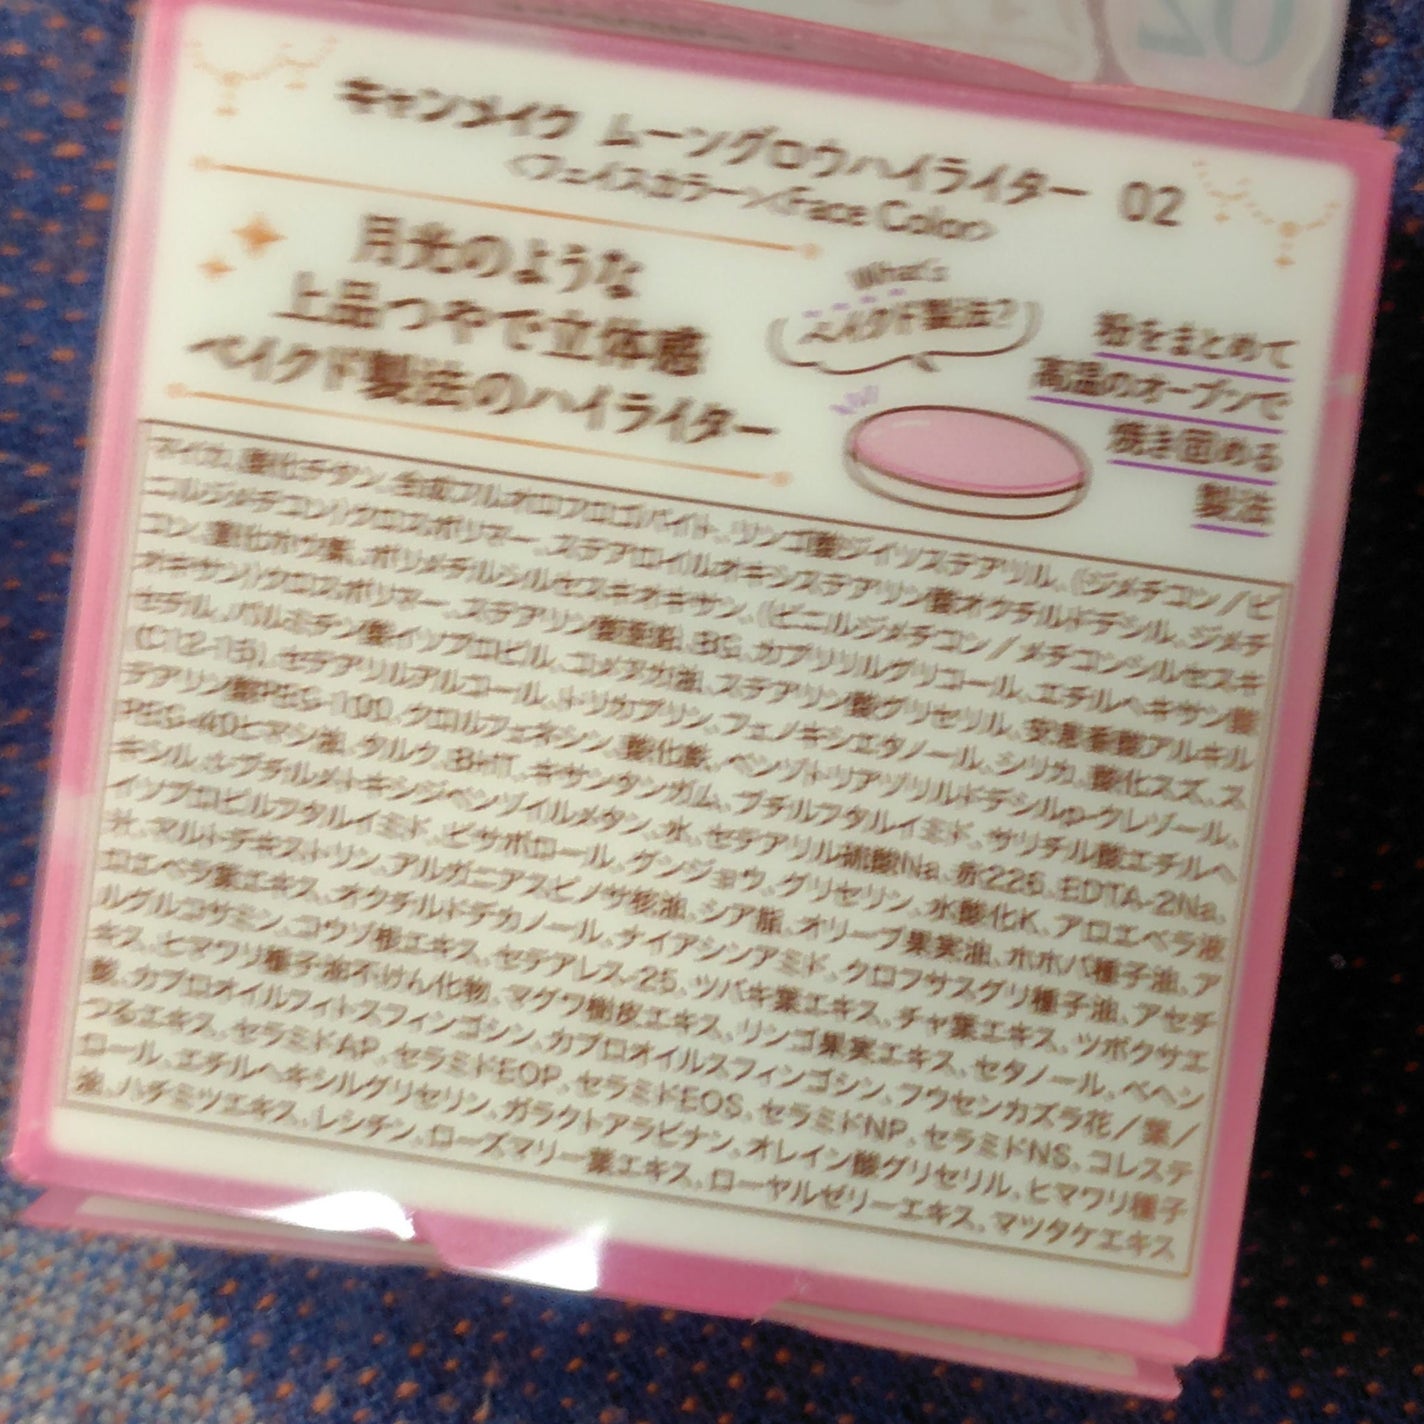 キャンメイク ムーングロウハイライター 02
<フェイスカラー><Face Color>
月光のような
上品つやで立体感
ベイクド製法のハイライター
What's
ベイクド製法?
粉をまとめて
高温のオーブンで
焼き固める
製法
マイカ、酸化チタン、合成フルオロフロゴパイト、リンゴ酸ジイソステアリル、(ジメチコン/ビ
ニルジメチコン)クロスポリマー、ステアロイルオキシステアリン酸オクチルドデシル、ジメチ
コン、窒化ホウ素、ポリメチルシルセスキオキサン、(ビニルジメチコン/メチコンシルセスキ
オキサン)クロスポリマー、ステアリン酸亜鉛、BG、カプリリルグリコール、エチルヘキサン酸
セチル、パルミチン酸イソプロピル、コメヌカ油、ステアリン酸グリセリル、安息香酸アルキル
(C12-15)、セテアリルアルコール、トリカプリン、フェノキシエタノール、シリカ、酸化スズ、ス
テアリン酸PEG-100、クロルフェネシン、酸化鉄、ベンゾトリアゾリルドデシルp-クレゾール、
PEG-40ヒマシ油、タルク、BHT、キサンタンガム、ブチルフタルイミド、サリチル酸エチルヘ
キシル、t-ブチルメトキシジベンゾイルメタン、水、セテアリル硫酸Na、赤226、EDTA-2Na、
イソプロピルフタルイミド、ビサボロール、グンジョウ、グリセリン、水酸化K、アロエベラ液
汁、マルトデキストリン、アルガニアスピノサ核油、シア脂、オリーブ果実油、ホホバ種子油、ア
ロエベラ葉エキス、オクチルドデカノール、ナイアシンアミド、クロフサスグリ種子油、アセチ
ルグルコサミン、コウゾ根エキス、セテアレス-25、ツバキ葉エキス、チャ葉エキス、ツボクサエ
キス、ヒマワリ種子油不けん化物、マグワ樹皮エキス、リンゴ果実エキス、セタノール、ベヘン
酸、カプロオイルフィトスフィンゴシン、カプロオイルスフィンゴシン、フウセンカズラ花/葉/
つるエキス、セラミドAP、セラミドEOP、セラミドEOS、セラミドNP、セラミドNS、コレステ
ロール、エチルヘキシルグリセリン、ガラクトアラビナン、オレイン酸グリセリル、ヒマワリ種子
油、ハチミツエキス、レシチン、ローズマリー葉エキス、ローヤルゼリーエキス、マツタケエキス